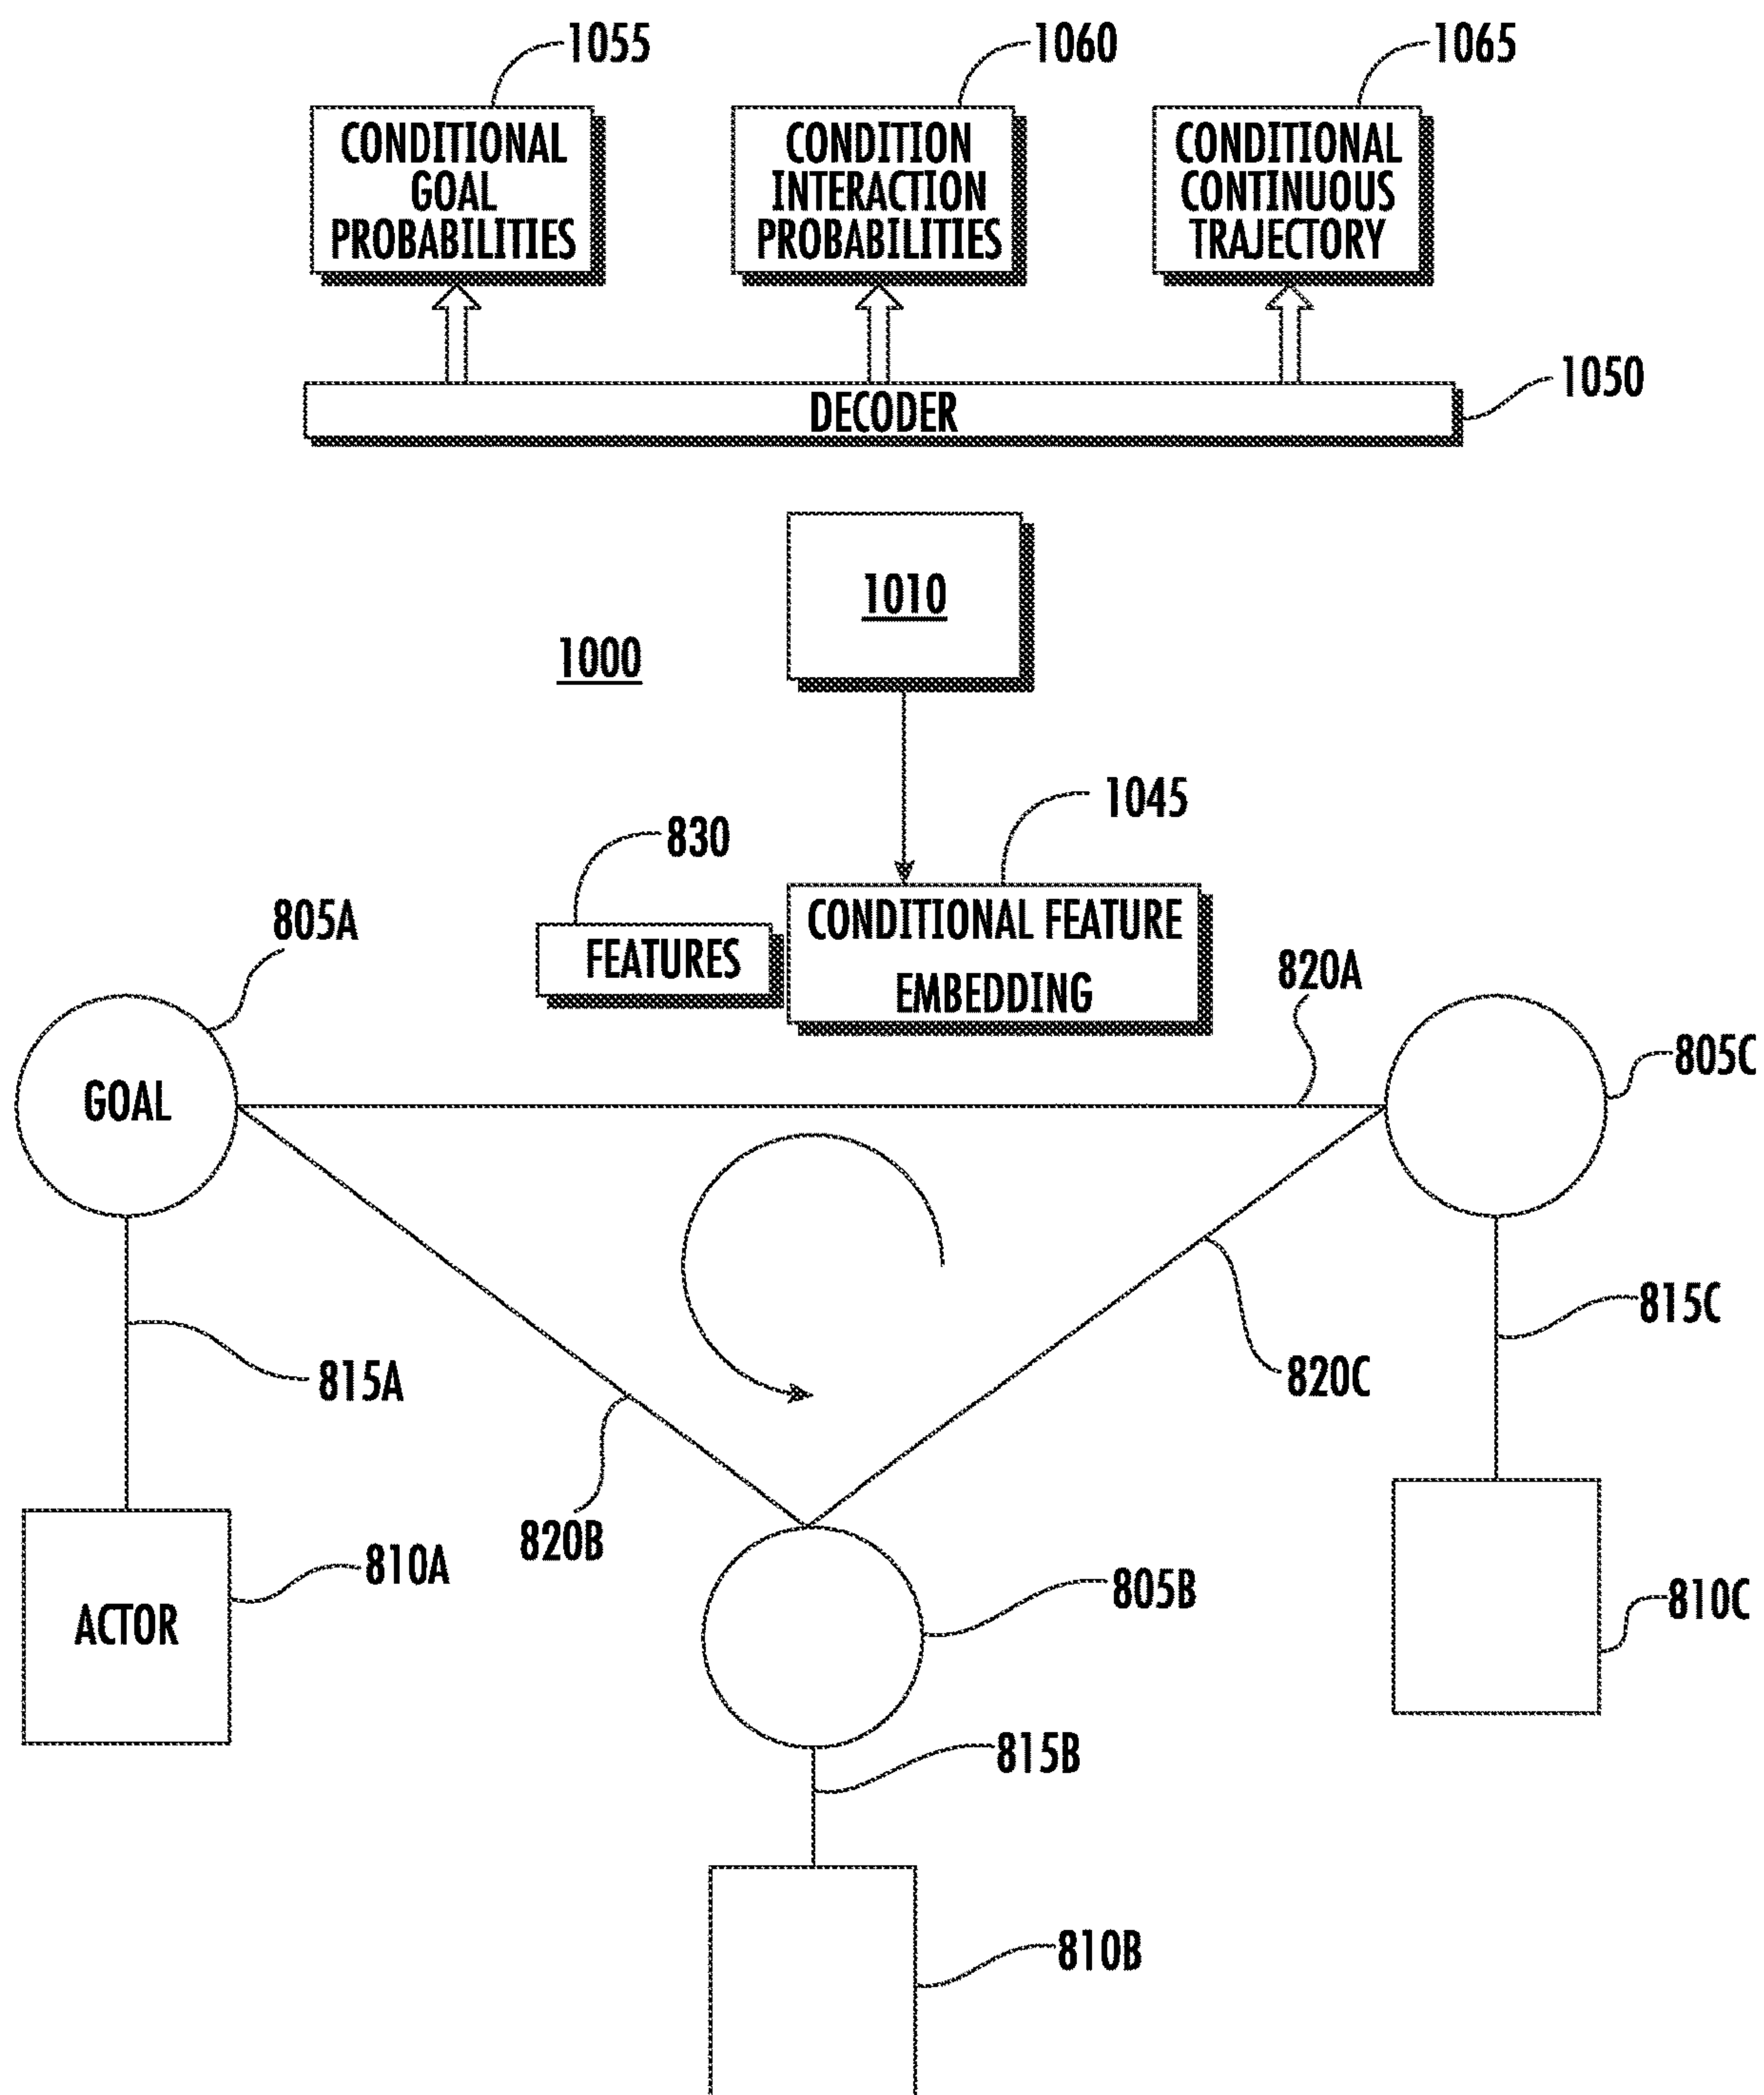 1055
1060
1065
CONDITIONAL
GOAL
PROBABILITIES
CONDITION
INTERACTION
PROBABILITIES
CONDITIONAL
CONTINUOUS
TRAJECTORY
1050
DECODER
1010
1000
1045
830
CONDITIONAL FEATURE
EMBEDDING
FEATURES
805A
820A
805C
GOAL
815C
815A
820C
820B
810A
805B
810C
ACTOR
815B
810B